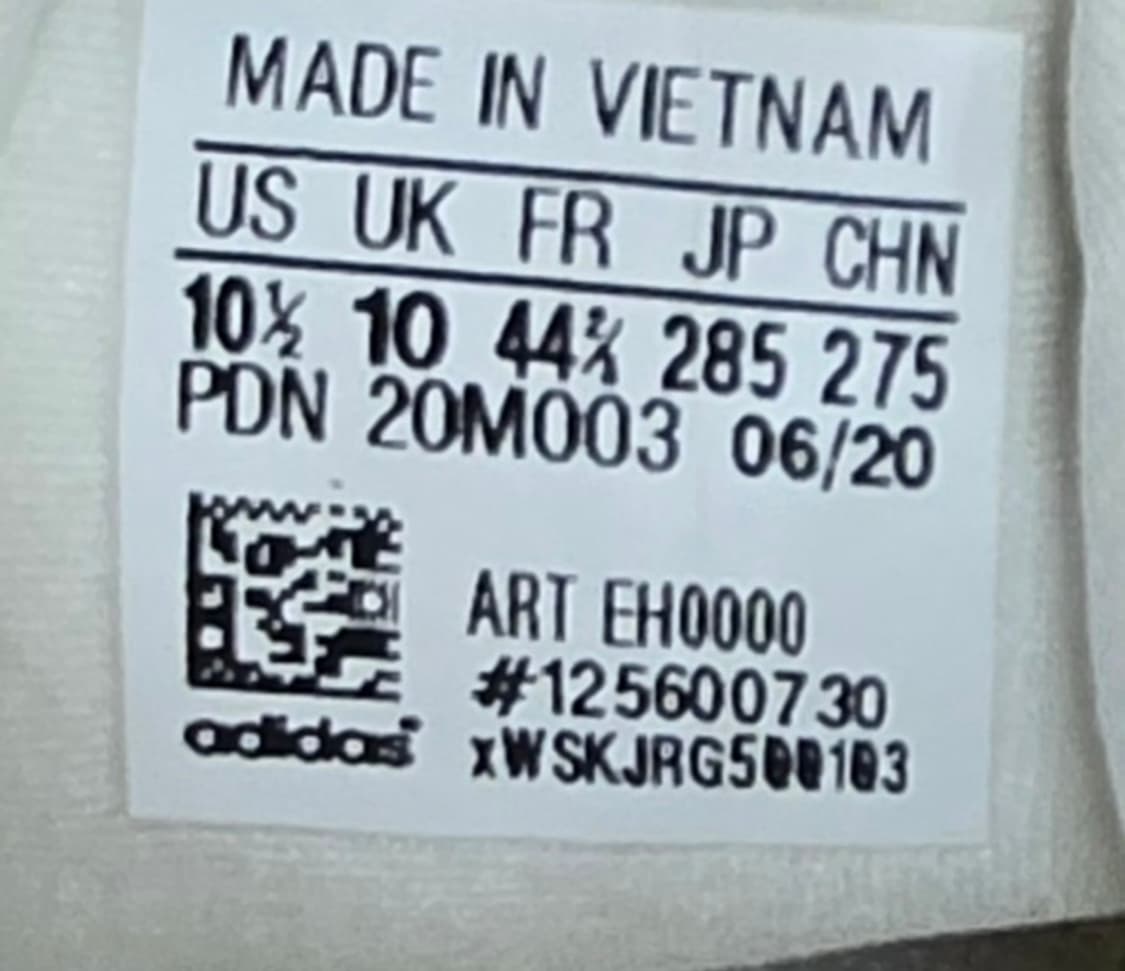 MADE IN VIETNAM
US UK FR JP CHN
10½ 10 44⅔ 285 275
PDN 20M003 06/20
ART EH0000
#125600730
adidas xWSKJRG500103